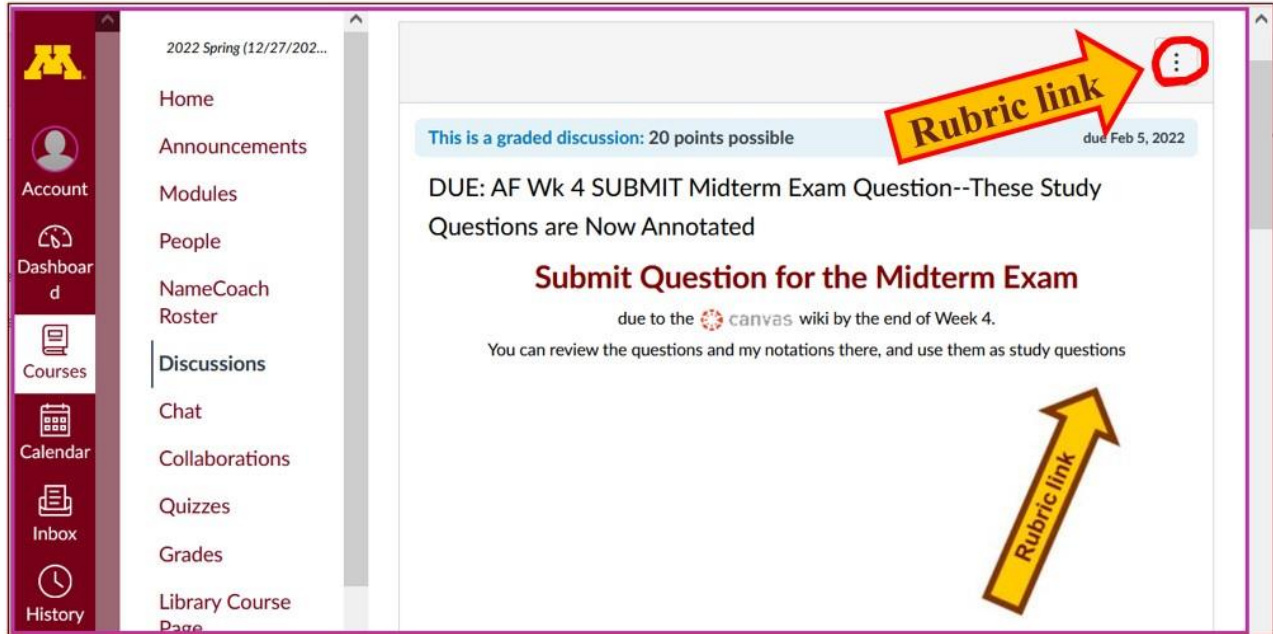 M
Account
Dashboar
d
Courses
Calendar
Inbox
History
2022 Spring (12/27/202...
Home
Announcements
Modules
People
NameCoach
Roster
Discussions
Chat
Collaborations
Quizzes
Grades
Library Course
Page
Rubric link
This is a graded discussion: 20 points possible
due Feb 5, 2022
DUE: AF Wk 4 SUBMIT Midterm Exam Question--These Study
Questions are Now Annotated
Submit Question for the Midterm Exam
due to the canvas wiki by the end of Week 4.
You can review the questions and my notations there, and use them as study questions
Rubric link